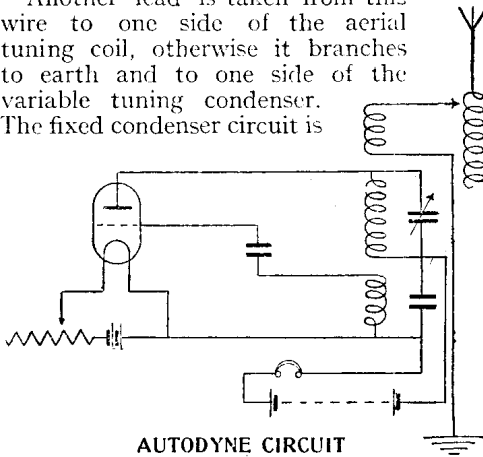 Another lead is taken from this
wire to one side of the aerial
tuning coil, otherwise it branches
to earth and to one side of the
variable tuning condenser.
The fixed condenser circuit is
AUTODYNE CIRCUIT